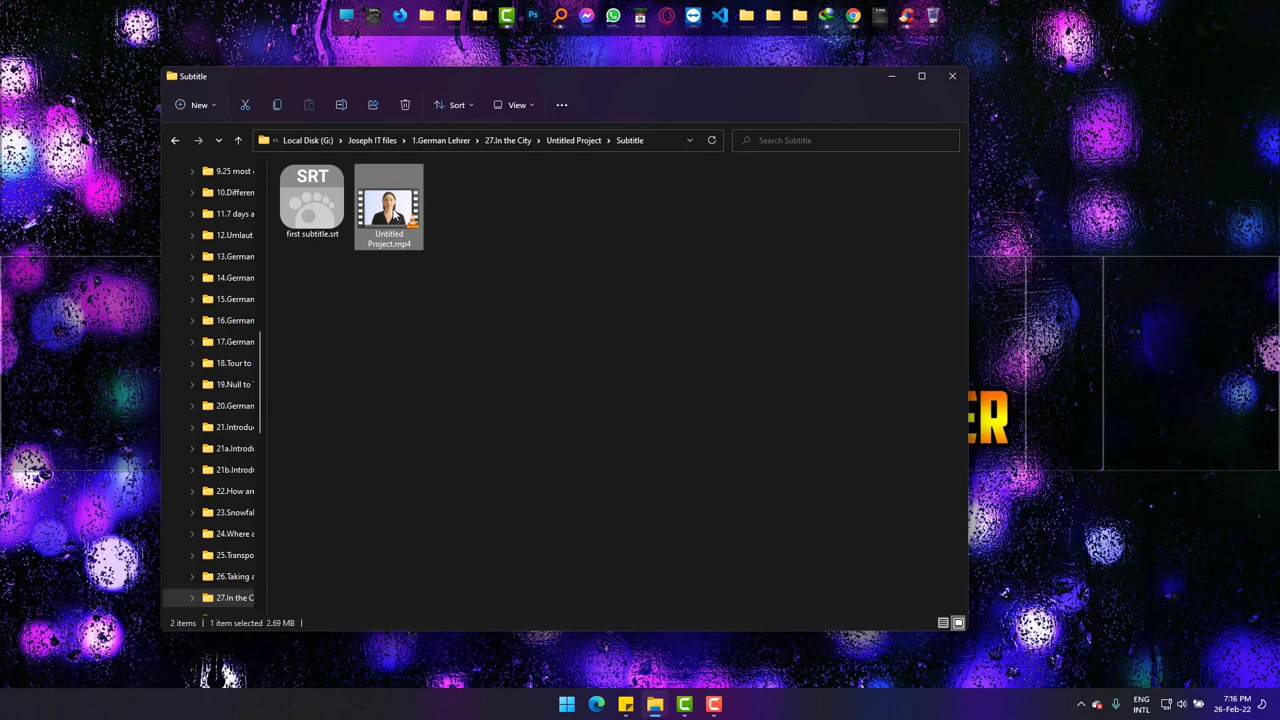 Subtitle
New
Sort
View
Local Disk (G:) > Joseph IT files > 1.German Lehrer > 27.In the City > Untitled Project > Subtitle
Search Subtitle
9.25 most
10.Differen
11.7 days a
12.Umlaut
13.German
14.German
15.German
16.German
17.German
18.Tour to
19.Null to
20.German
21.Introdu
21a.Introd
21b.Introd
22.How are
23.Snowfal
24.Where a
25.Transpo
26.Taking a
27.In the C
SRT
first subtitle.srt
Untitled
Project.mp4
ER
2 items
1 item selected 2.69 MB
ENG
INTL
7:16 PM
26-Feb-22